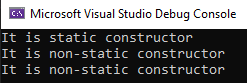 Microsoft Visual Studio Debug Console
It is static constructor
It is non-static constructor
It is non-static constructor